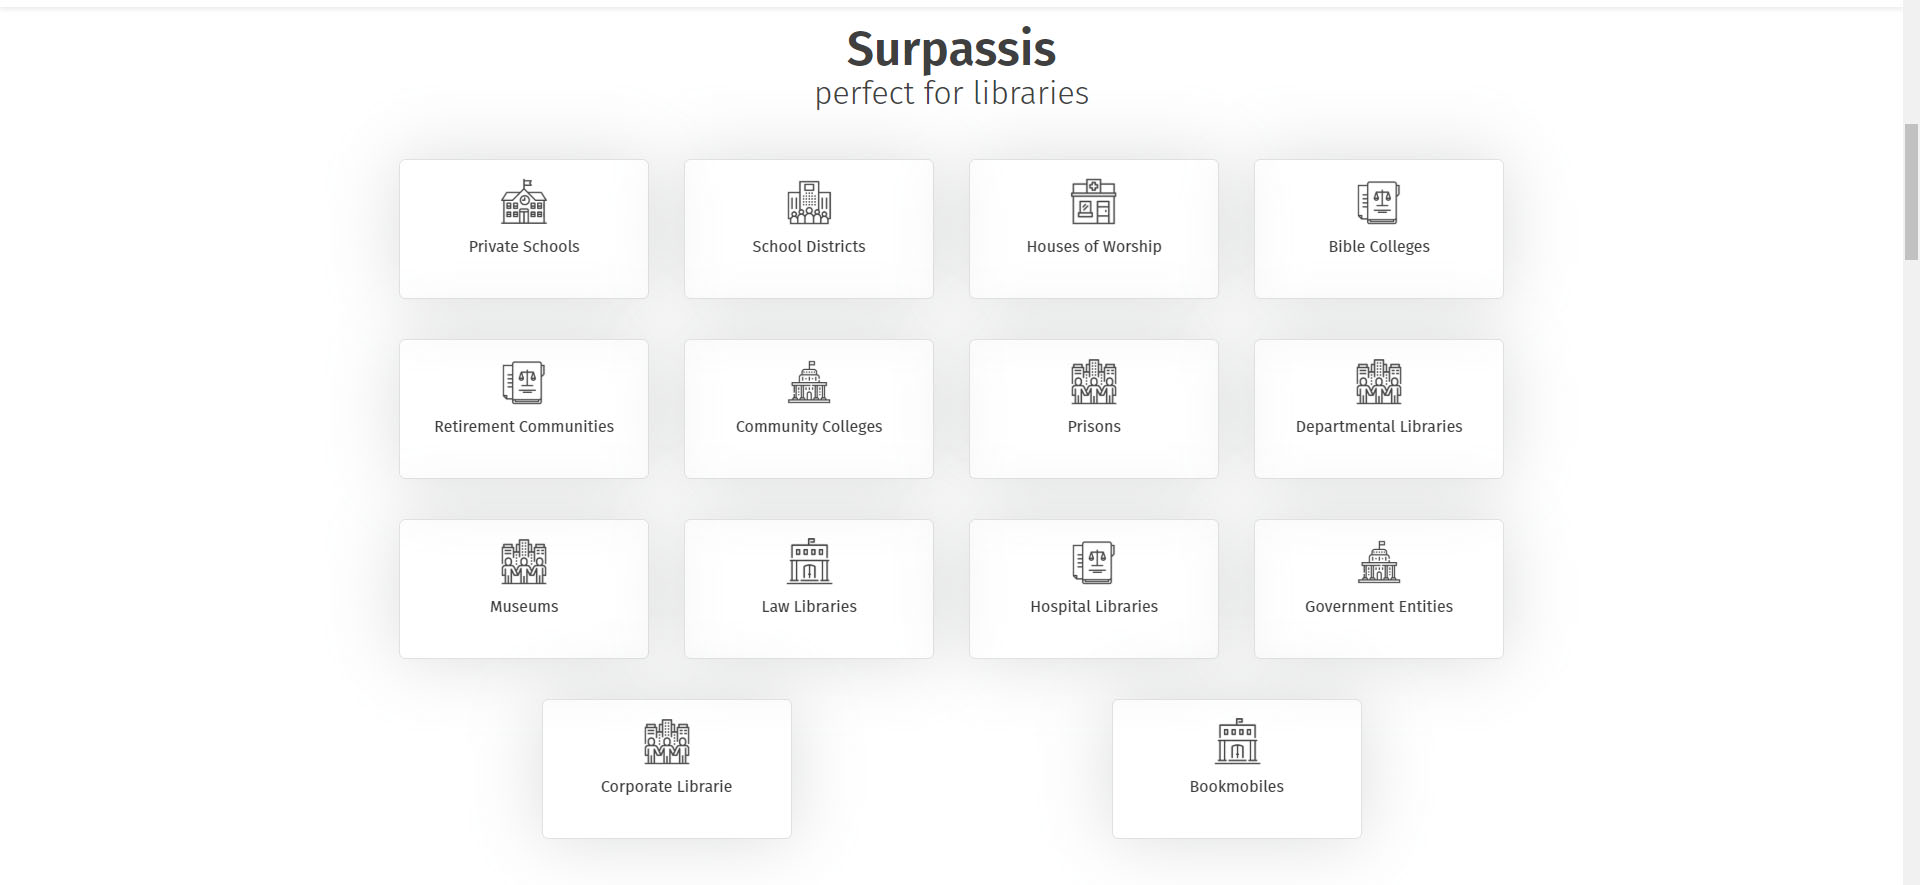 Surpassis
perfect for libraries
Private Schools
School Districts
Houses of Worship
Bible Colleges
Retirement Communities
Community Colleges
Prisons
Departmental Libraries
Museums
Law Libraries
Hospital Libraries
Government Entities
Corporate Librarie
Bookmobiles